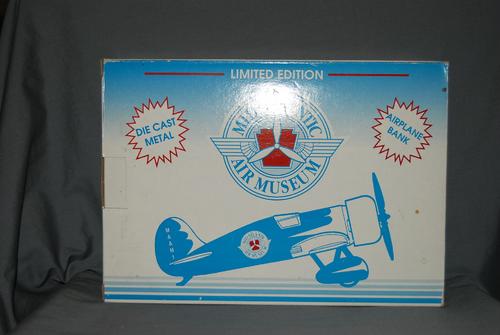 LIMITED EDITION
DIE CAST
METAL
MID ATLANTIC
AIR MUSEUM
AIRPLANE
BANK